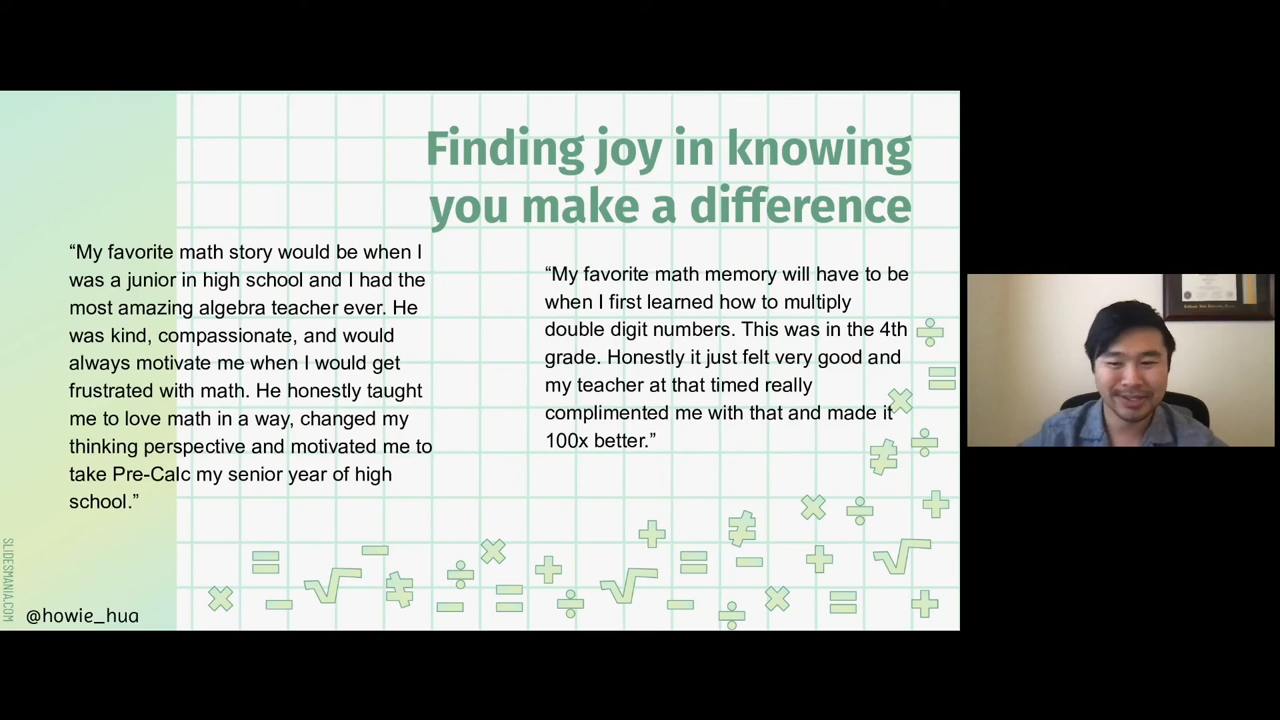 Finding joy in knowing
you make a difference
“My favorite math story would be when I
was a junior in high school and I had the
most amazing algebra teacher ever. He
was kind, compassionate, and would
always motivate me when I would get
frustrated with math. He honestly taught
me to love math in a way, changed my
thinking perspective and motivated me to
take Pre-Calc my senior year of high
school.”
“My favorite math memory will have to be
when I first learned how to multiply
double digit numbers. This was in the 4th
grade. Honestly it just felt very good and
my teacher at that timed really
complimented me with that and made it
100x better.”
SLIDESMANIA.COM
@howie_hua